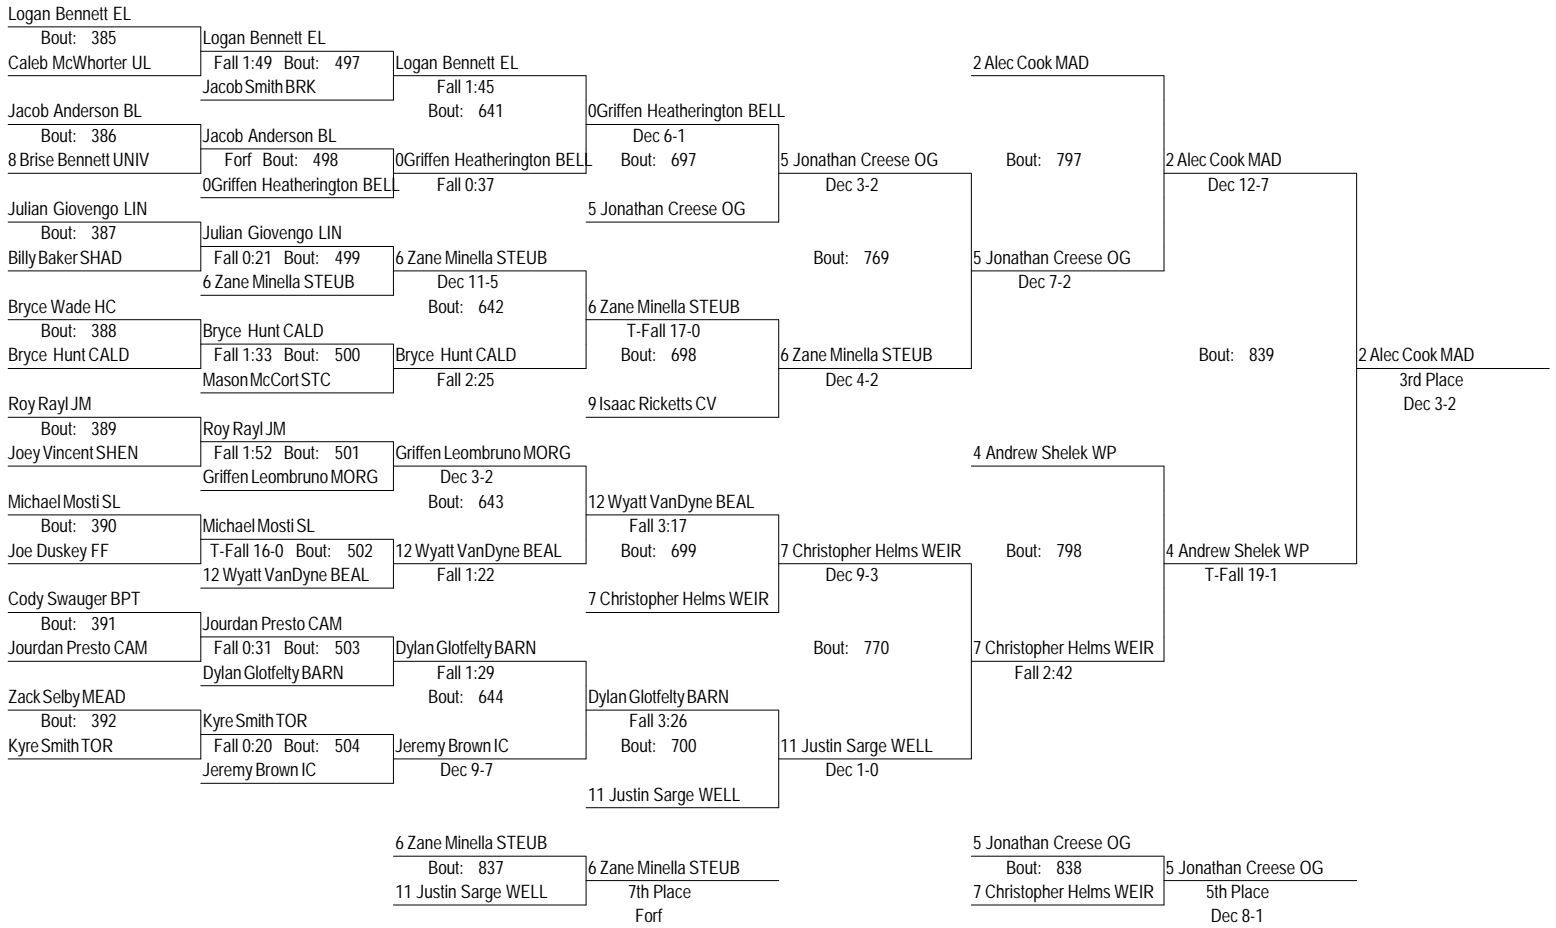 Logan Bennett EL
Bout: 385
Caleb McWhorter UL
Jacob Anderson BL
Bout: 386
8 Brise Bennett UNIV
Julian Giovengo LIN
Bout: 387
Billy Baker SHAD
Bryce Wade HC
Bout: 388
Bryce Hunt CALD
Roy Rayl JM
Bout: 389
Joey Vincent SHEN
Michael Mosti SL
Bout: 390
Joe Duskey FF
Cody Swauger BPT
Bout: 391
Jourdan Presto CAM
Zack Selby MEAD
Bout: 392
Kyre Smith TOR
Logan Bennett EL
Fall 1:49 Bout: 497
Jacob Smith BRK
Jacob Anderson BL
Forf Bout: 498
0Griffen Heatherington BELL
Julian Giovengo LIN
Fall 0:21 Bout: 499
6 Zane Minella STEUB
Bryce Hunt CALD
Fall 1:33 Bout: 500
Mason McCort STC
Roy Rayl JM
Fall 1:52 Bout: 501
Griffen Leombruno MORG
Michael Mosti SL
T-Fall 16-0 Bout: 502
12 Wyatt VanDyne BEAL
Jourdan Presto CAM
Fall 0:31 Bout: 503
Dylan Glotfelty BARN
Kyre Smith TOR
Fall 0:20 Bout: 504
Jeremy Brown IC
Logan Bennett EL
Fall 1:45
Bout: 641
0Griffen Heatherington BELL
Fall 0:37
6 Zane Minella STEUB
Dec 11-5
Bout: 642
Bryce Hunt CALD
Fall 2:25
Griffen Leombruno MORG
Dec 3-2
Bout: 643
12 Wyatt VanDyne BEAL
Fall 1:22
Dylan Glotfelty BARN
Fall 1:29
Bout: 644
Jeremy Brown IC
Dec 9-7
0Griffen Heatherington BELL
Dec 6-1
Bout: 697
5 Jonathan Creese OG
6 Zane Minella STEUB
T-Fall 17-0
Bout: 698
9 Isaac Ricketts CV
12 Wyatt VanDyne BEAL
Fall 3:17
Bout: 699
7 Christopher Helms WEIR
Dylan Glotfelty BARN
Fall 3:26
Bout: 700
11 Justin Sarge WELL
5 Jonathan Creese OG
Dec 3-2
Bout: 769
6 Zane Minella STEUB
Dec 4-2
7 Christopher Helms WEIR
Dec 9-3
Bout: 770
11 Justin Sarge WELL
Dec 1-0
2 Alec Cook MAD
Bout: 797
5 Jonathan Creese OG
Dec 7-2
4 Andrew Shelek WP
Bout: 798
7 Christopher Helms WEIR
Fall 2:42
2 Alec Cook MAD
Dec 12-7
Bout: 839
4 Andrew Shelek WP
T-Fall 19-1
2 Alec Cook MAD
3rd Place
Dec 3-2
6 Zane Minella STEUB
Bout: 837
11 Justin Sarge WELL
6 Zane Minella STEUB
7th Place
Forf
5 Jonathan Creese OG
Bout: 838
7 Christopher Helms WEIR
5 Jonathan Creese OG
5th Place
Dec 8-1